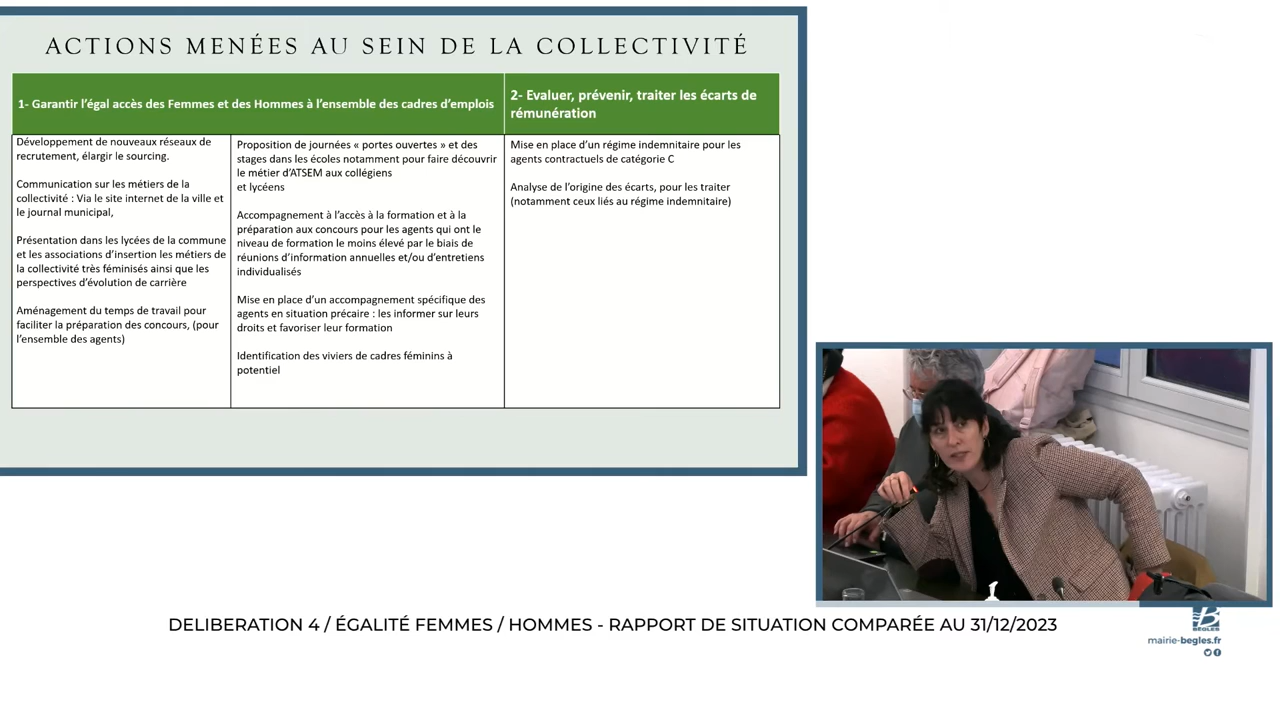 ACTIONS MENÉES AU SEIN DE LA COLLECTIVITÉ
1- Garantir l’égal accès des Femmes et des Hommes à l’ensemble des cadres d’emplois
2- Evaluer, prévenir, traiter les écarts de
rémunération
Développement de nouveaux réseaux de
recrutement, élargir le sourcing.
Communication sur les métiers de la
collectivité : Via le site internet de la ville et
le journal municipal,
Présentation dans les lycées de la commune
et les associations d’insertion les métiers de
la collectivité très féminisés ainsi que les
perspectives d’évolution de carrière
Aménagement du temps de travail pour
faciliter la préparation des concours, (pour
l’ensemble des agents)
Proposition de journées « portes ouvertes » et des
stages dans les écoles notamment pour faire découvrir
le métier d’ATSEM aux collégiens
et lycéens
Accompagnement à l’accès à la formation et à la
préparation aux concours pour les agents qui ont le
niveau de formation le moins élevé par le biais de
réunions d’information annuelles et/ou d’entretiens
individualisés
Mise en place d’un accompagnement spécifique des
agents en situation précaire : les informer sur leurs
droits et favoriser leur formation
Identification des viviers de cadres féminins à
potentiel
Mise en place d’un régime indemnitaire pour les
agents contractuels de catégorie C
Analyse de l’origine des écarts, pour les traiter
(notamment ceux liés au régime indemnitaire)
DELIBERATION 4 / ÉGALITÉ FEMMES / HOMMES - RAPPORT DE SITUATION COMPARÉE AU 31/12/2023
BÈGLES
mairie-begles.fr